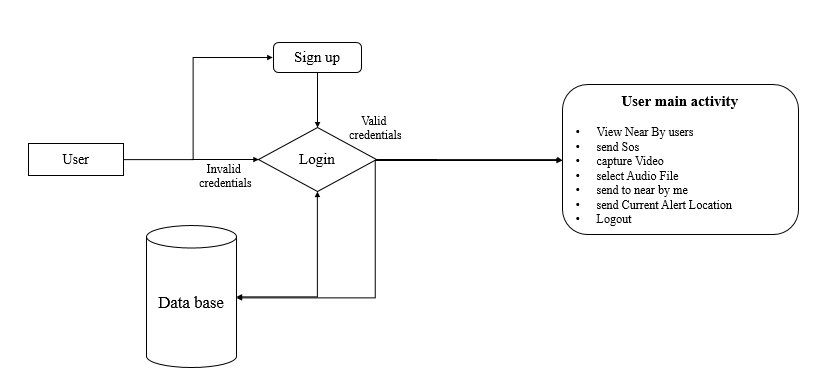 Sign up
User main activity
Valid
credentials
• View Near By users
• send Sos
• capture Video
• select Audio File
• send to near by me
• send Current Alert Location
• Logout
User
Login
Invalid
credentials
Data base